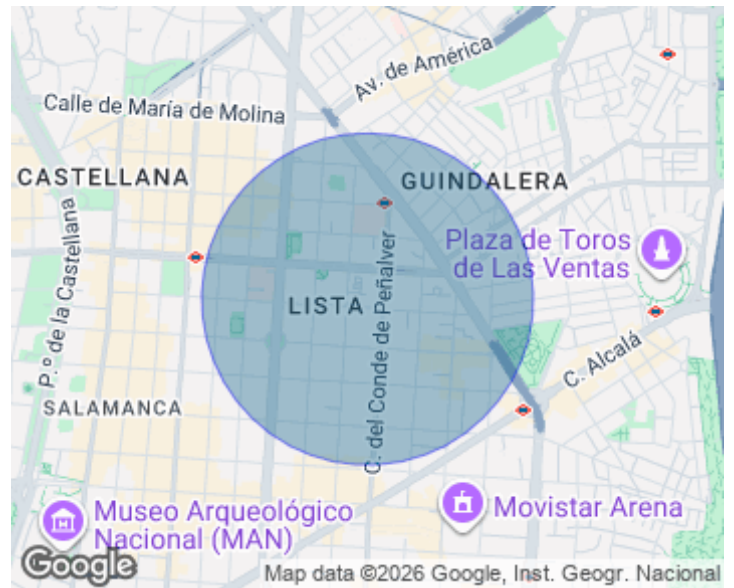 Av. de América
Calle de María de Molina
CASTELLANA
GUINDALERA
P.º de la Castellana
Plaza de Toros
de Las Ventas
C. del Conde de Peñalver
LISTA
C. Alcalá
SALAMANCA
Museo Arqueológico
Nacional (MAN)
Movistar Arena
Google
Map data ©2026 Google, Inst. Geogr. Nacional